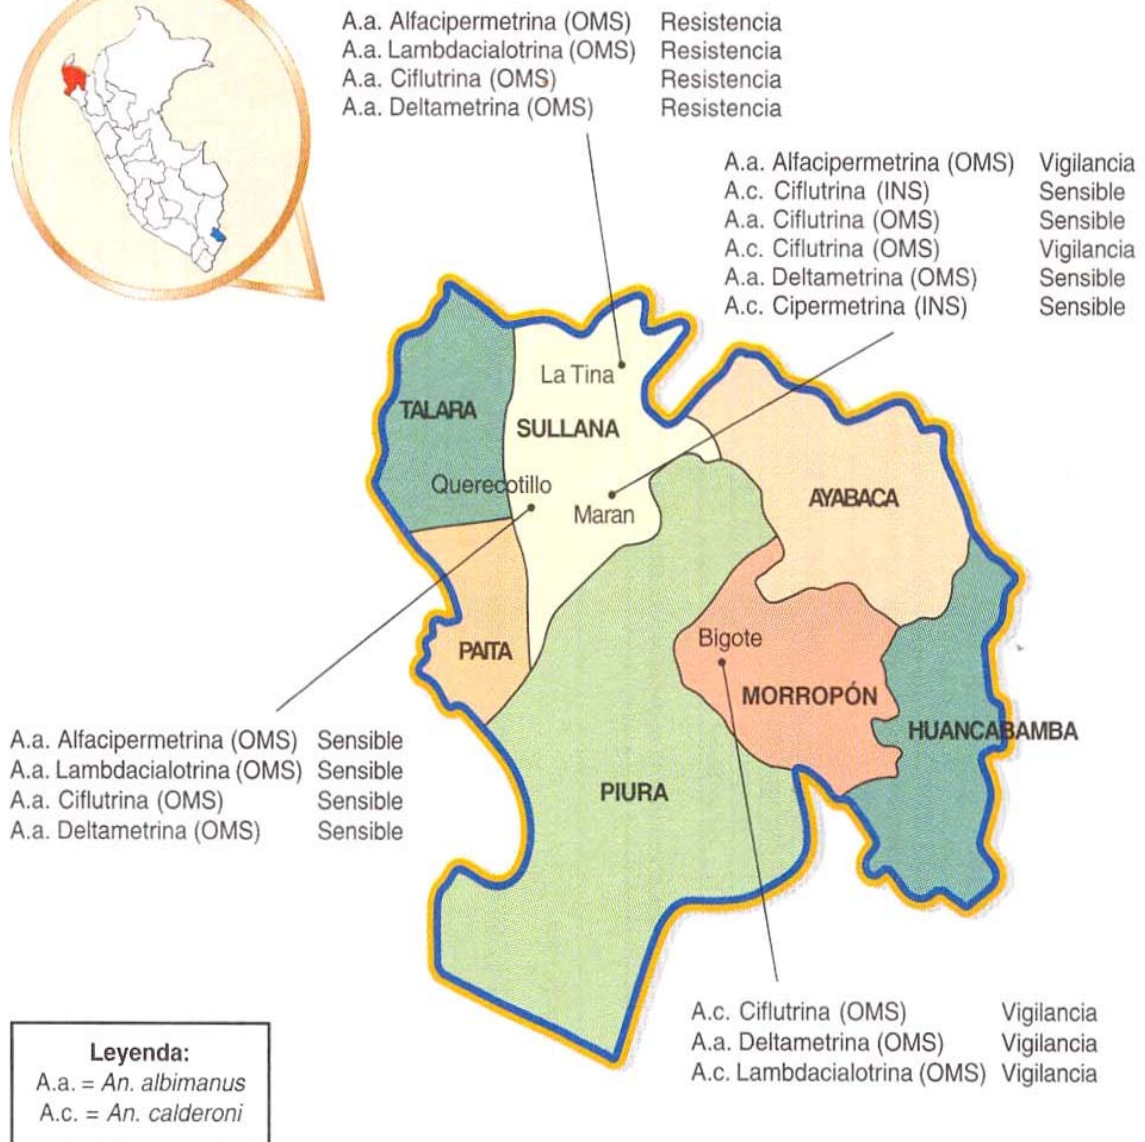 A.a. Alfacipermetrina (OMS) Resistencia
A.a. Lambdacialotrina (OMS) Resistencia
A.a. Ciflutrina (OMS) Resistencia
A.a. Deltametrina (OMS) Resistencia
A.a. Alfacipermetrina (OMS) Vigilancia
A.c. Ciflutrina (INS) Sensible
A.a. Ciflutrina (OMS) Sensible
A.c. Ciflutrina (OMS) Vigilancia
A.a. Deltametrina (OMS) Sensible
A.c. Cipermetrina (INS) Sensible
La Tina
TALARA
SULLANA
Querecotillo
Maran
AYABACA
PAITA
Bigote
MORROPÓN
HUANCABAMBA
PIURA
A.a. Alfacipermetrina (OMS) Sensible
A.a. Lambdacialotrina (OMS) Sensible
A.a. Ciflutrina (OMS) Sensible
A.a. Deltametrina (OMS) Sensible
A.c. Ciflutrina (OMS) Vigilancia
A.a. Deltametrina (OMS) Vigilancia
A.c. Lambdacialotrina (OMS) Vigilancia
Leyenda:
A.a. = An. albimanus
A.c. = An. calderoni